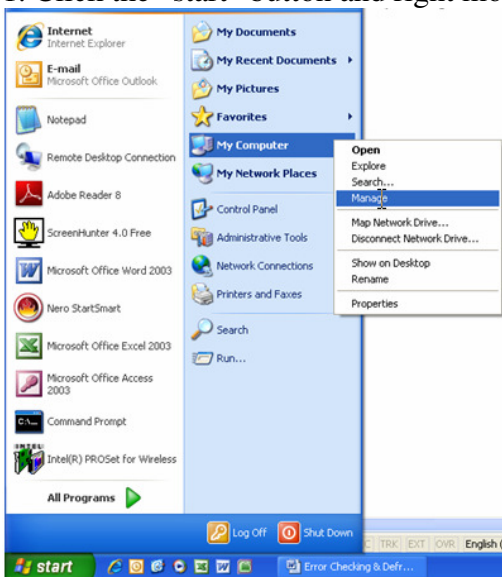 Internet
Internet Explorer
E-mail
Microsoft Office Outlook
Notepad
Remote Desktop Connection
Adobe Reader 8
ScreenHunter 4.0 Free
Microsoft Office Word 2003
Nero StartSmart
Microsoft Office Excel 2003
Microsoft Office Access
2003
Command Prompt
Intel(R) PROSet for Wireless
All Programs
My Documents
My Recent Documents
My Pictures
Favorites
My Computer
My Network Places
Control Panel
Administrative Tools
Network Connections
Printers and Faxes
Search
Run...
Open
Explore
Search...
Manage
Map Network Drive...
Disconnect Network Drive...
Show on Desktop
Rename
Properties
Log Off
Shut Down
TRK EXT OVR English (
start
Error Checking & Defr...